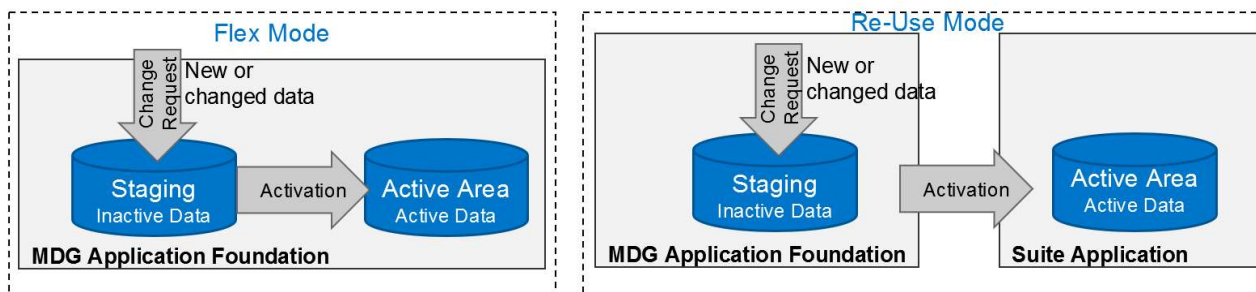 Flex Mode
Change
Request
New or
changed data
Staging
Inactive Data
Activation
Active Area
Active Data
MDG Application Foundation
Re-Use Mode
Change
Request
New or
changed data
Staging
Inactive Data
Activation
Active Area
Active Data
MDG Application Foundation
Suite Application